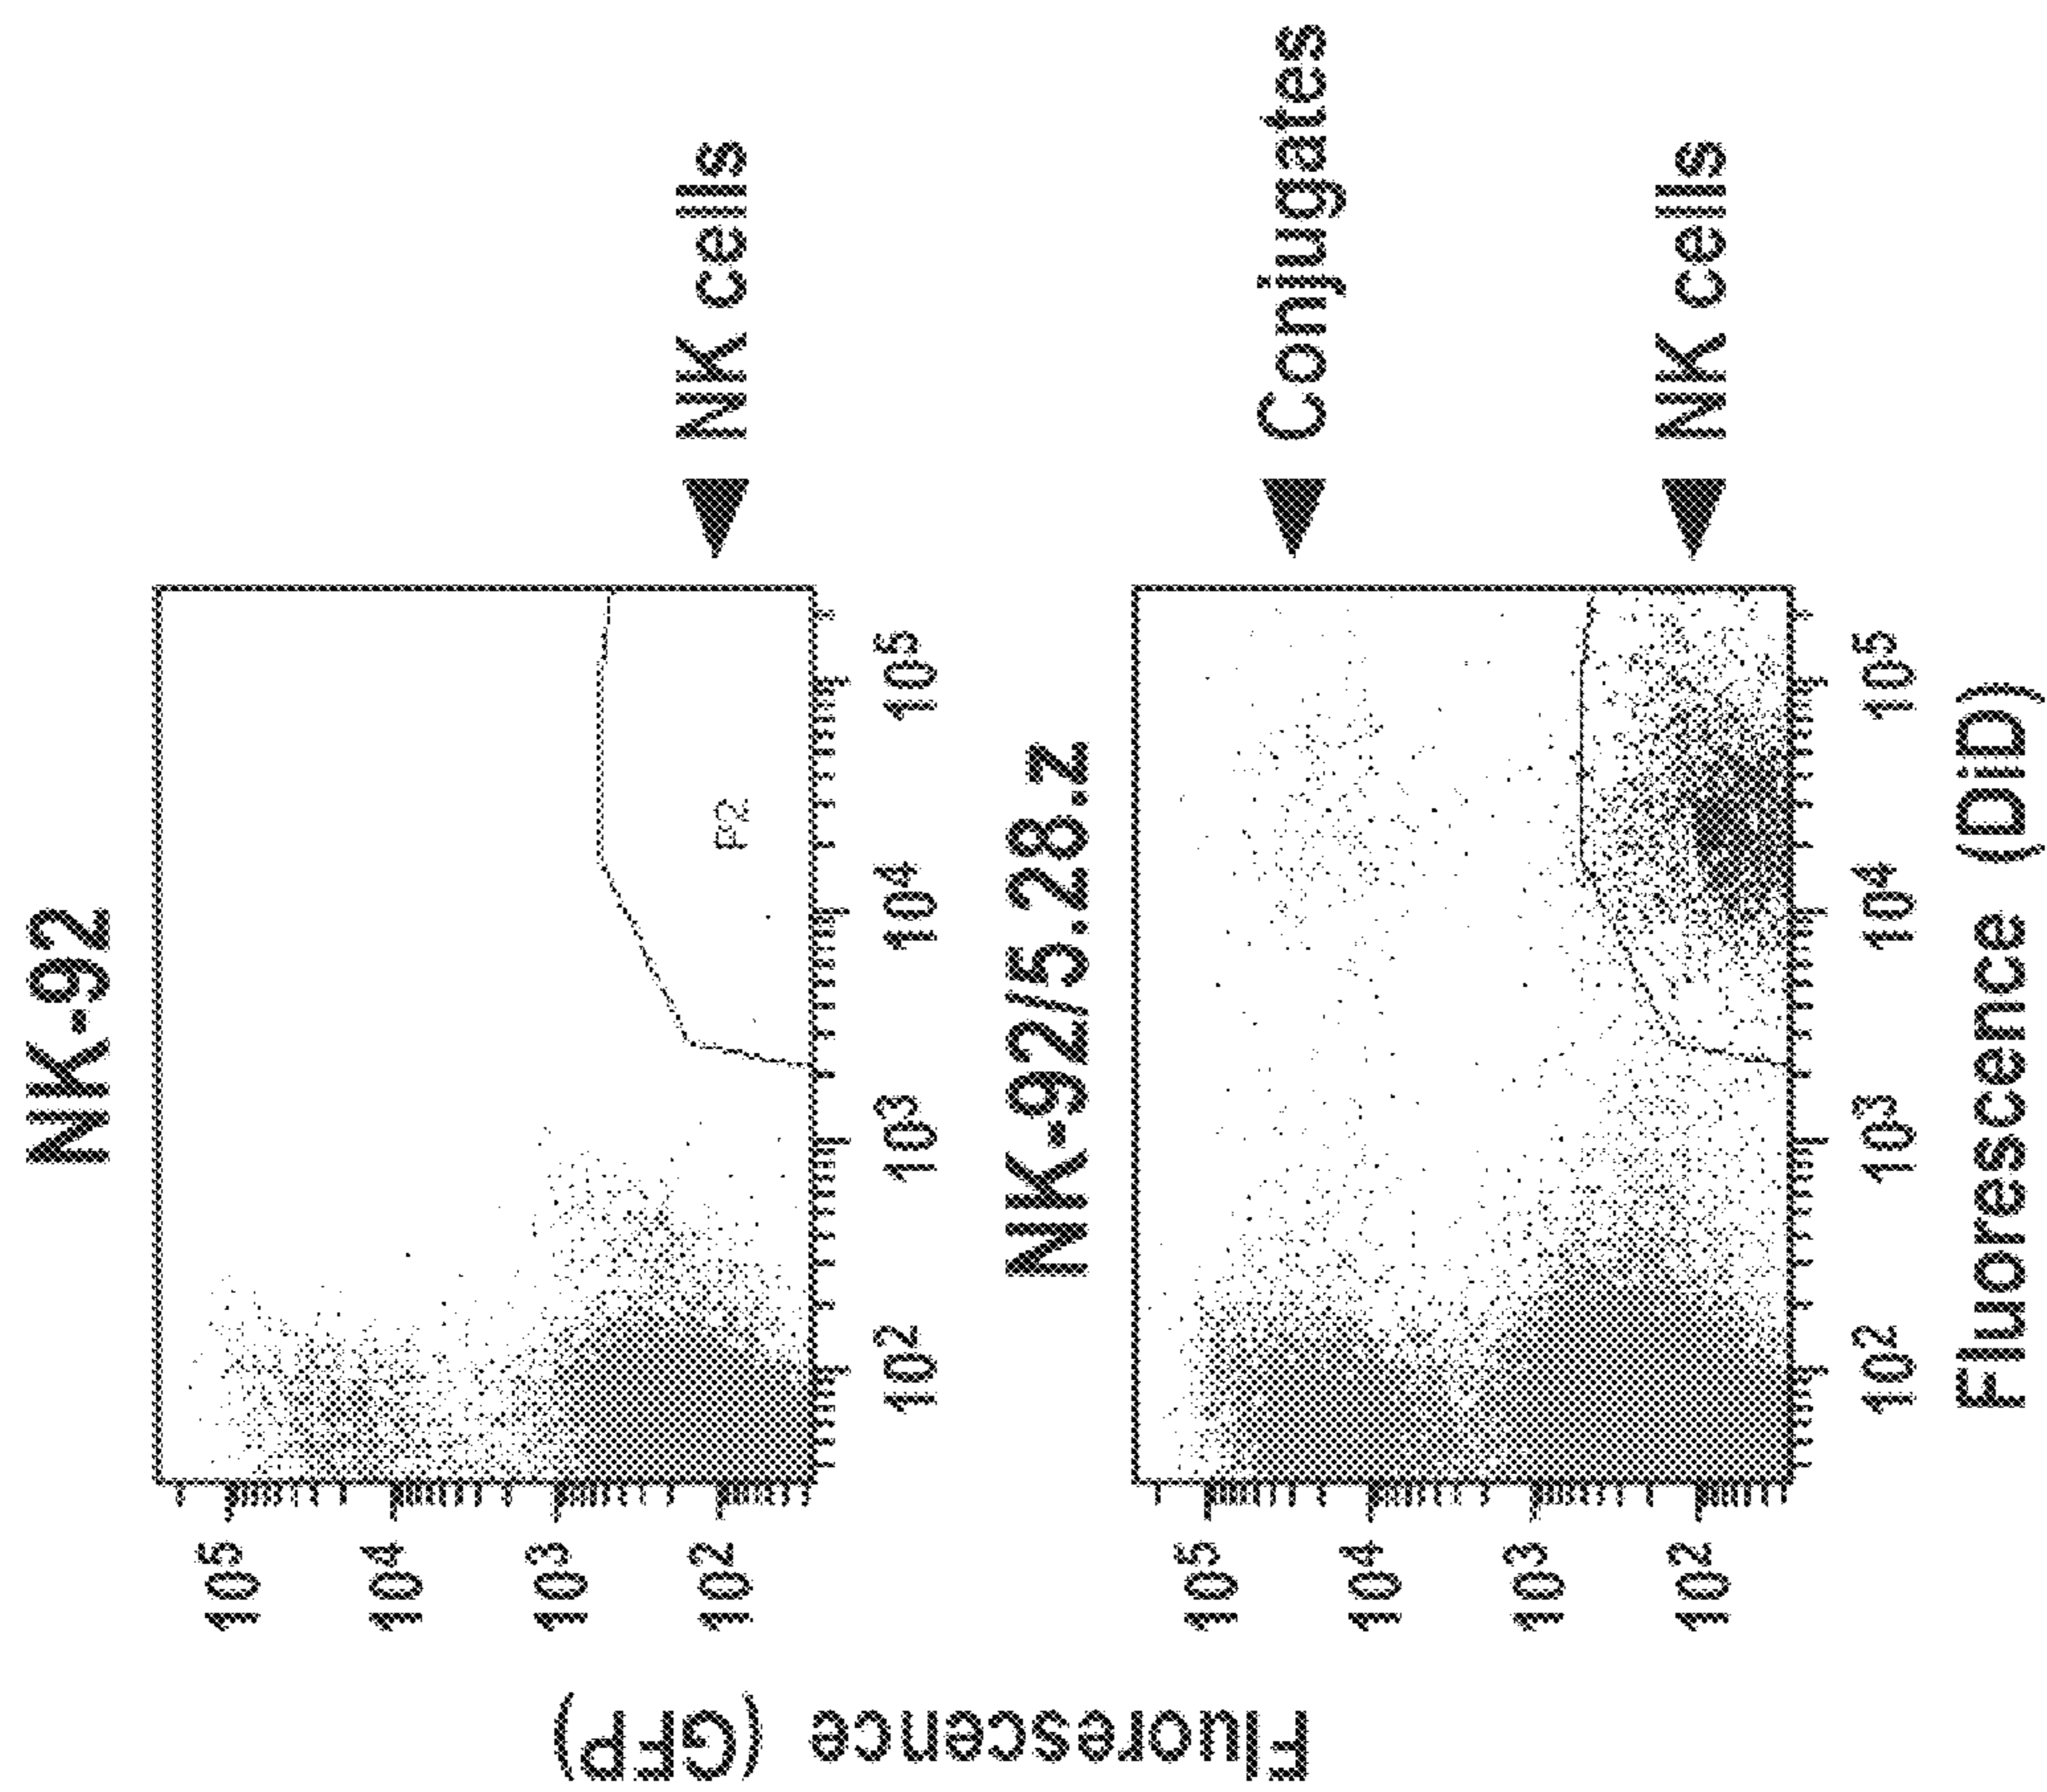 NK-92
10⁵
10⁴
10³
10²
P2
NK cells
10² 10³ 10⁴ 10⁵
NK-92/5.28.z
10⁵
10⁴
10³
10²
Conjugates
NK cells
10² 10³ 10⁴ 10⁵
Fluorescence (DiD)
Fluorescence (GFP)